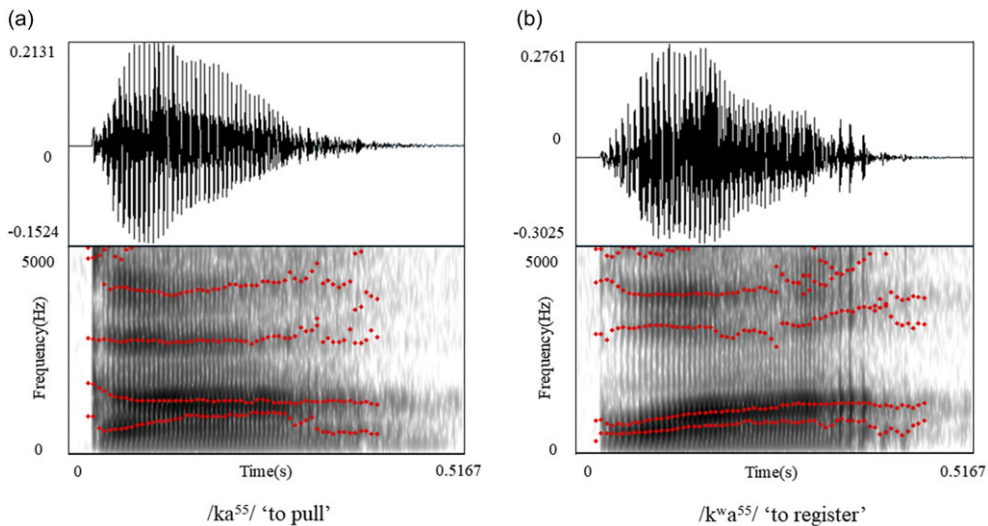 (a)
0.2131
0
-0.1524
5000
Frequency(Hz)
0
0
Time(s)
0.5167
/ka⁵⁵/ ‘to pull’
(b)
0.2761
0
-0.3025
5000
Frequency(Hz)
0
0
Time(s)
0.5167
/kʷa⁵⁵/ ‘to register’